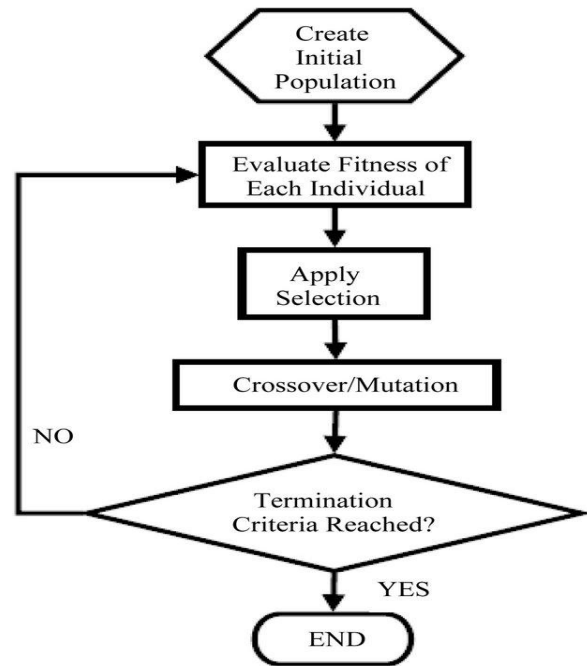 Create
Initial
Population
Evaluate Fitness of
Each Individual
Apply
Selection
Crossover/Mutation
NO
Termination
Criteria Reached?
YES
END